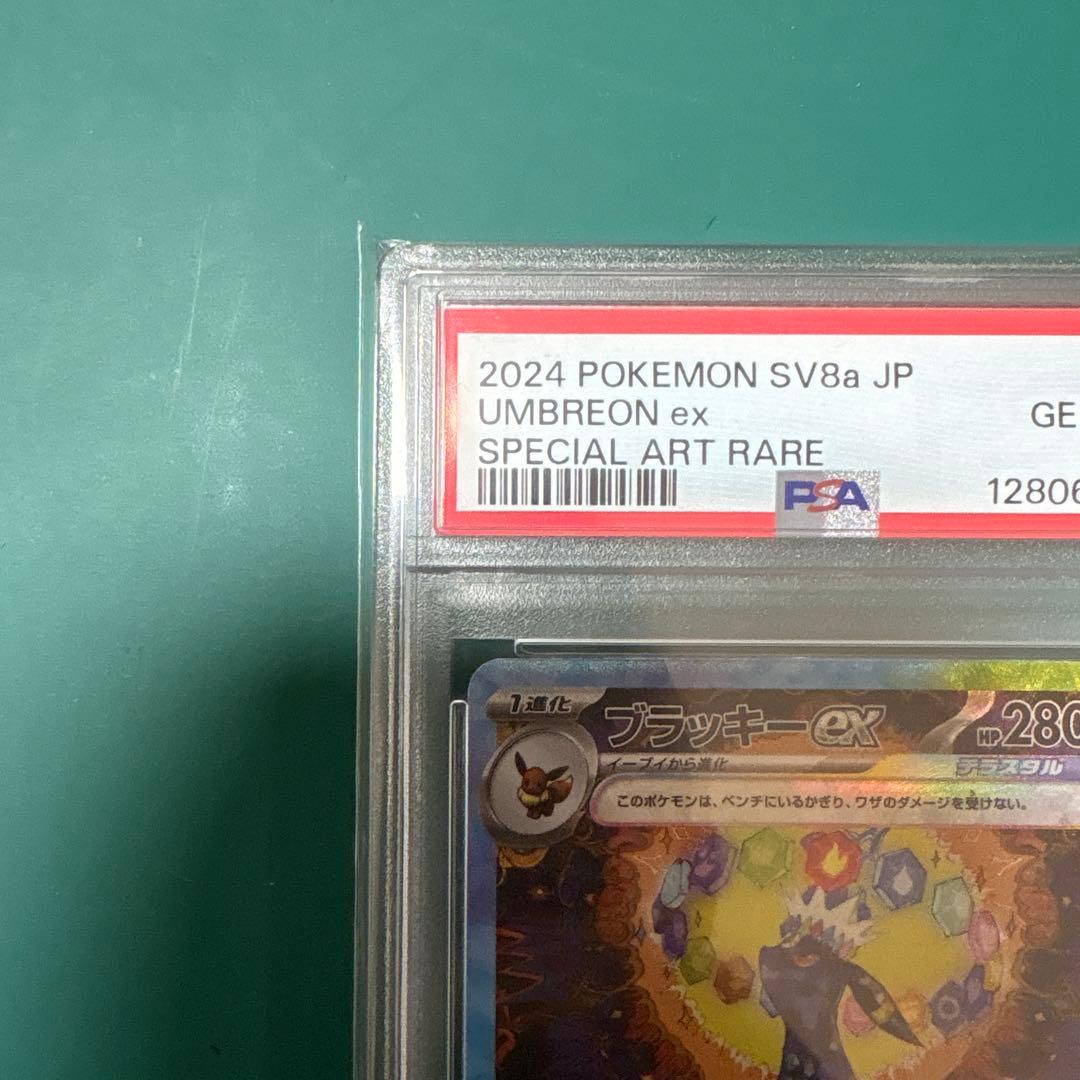 2024 POKEMON SV8a JP
UMBREON ex
GE
SPECIAL ART RARE
PSA
12806
1進化
ブラッキーex
HP 280
イーブイから進化
テラスタル
このポケモンは、ベンチにいるかぎり、ワザのダメージを受けない。